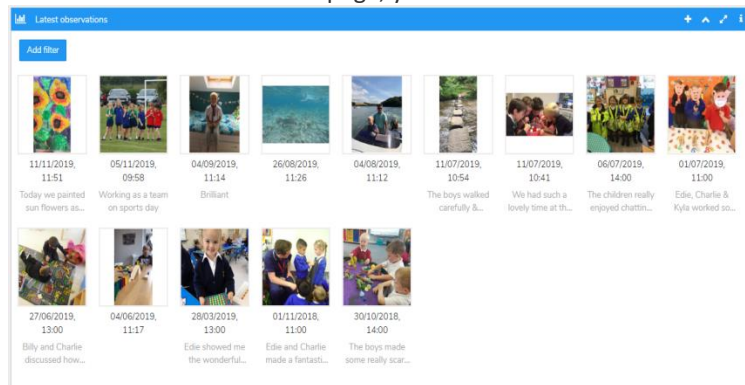 Latest observations
Add filter
11/11/2019,
11:51
Today we painted
sun flowers as...
05/11/2019,
09:58
Working as a team
on sports day
04/09/2019,
11:14
Brilliant
26/08/2019,
11:26
04/08/2019,
11:12
11/07/2019,
10:54
The boys walked
carefully &...
11/07/2019,
10:41
We had such a
lovely time at th...
06/07/2019,
14:00
The children really
enjoyed chattin...
01/07/2019,
11:00
Edie, Charlie &
Kyla worked so...
27/06/2019,
13:00
Billy and Charlie
discussed how...
04/06/2019,
11:17
28/03/2019,
13:00
Edie showed me
the wonderful...
01/11/2018,
11:00
Edie and Charlie
made a fantasti...
30/10/2018,
14:00
The boys made
some really scar...